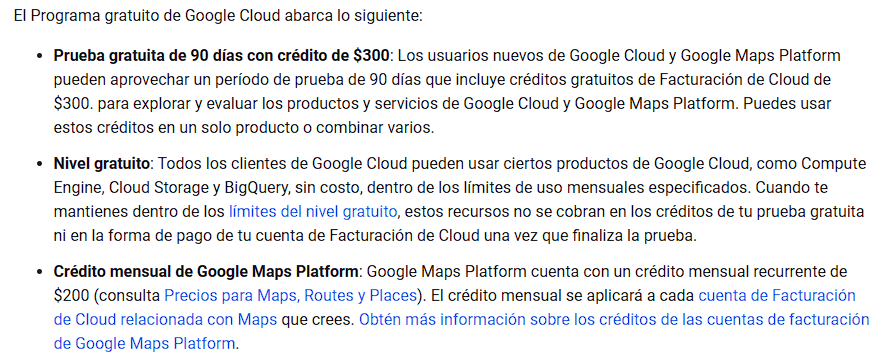 El Programa gratuito de Google Cloud abarca lo siguiente:
• Prueba gratuita de 90 días con crédito de $300: Los usuarios nuevos de Google Cloud y Google Maps Platform
pueden aprovechar un período de prueba de 90 días que incluye créditos gratuitos de Facturación de Cloud de
$300. para explorar y evaluar los productos y servicios de Google Cloud y Google Maps Platform. Puedes usar
estos créditos en un solo producto o combinar varios.
• Nivel gratuito: Todos los clientes de Google Cloud pueden usar ciertos productos de Google Cloud, como Compute
Engine, Cloud Storage y BigQuery, sin costo, dentro de los límites de uso mensuales especificados. Cuando te
mantienes dentro de los límites del nivel gratuito, estos recursos no se cobran en los créditos de tu prueba gratuita
ni en la forma de pago de tu cuenta de Facturación de Cloud una vez que finaliza la prueba.
• Crédito mensual de Google Maps Platform: Google Maps Platform cuenta con un crédito mensual recurrente de
$200 (consulta Precios para Maps, Routes y Places). El crédito mensual se aplicará a cada cuenta de Facturación
de Cloud relacionada con Maps que crees. Obtén más información sobre los créditos de las cuentas de facturación
de Google Maps Platform.